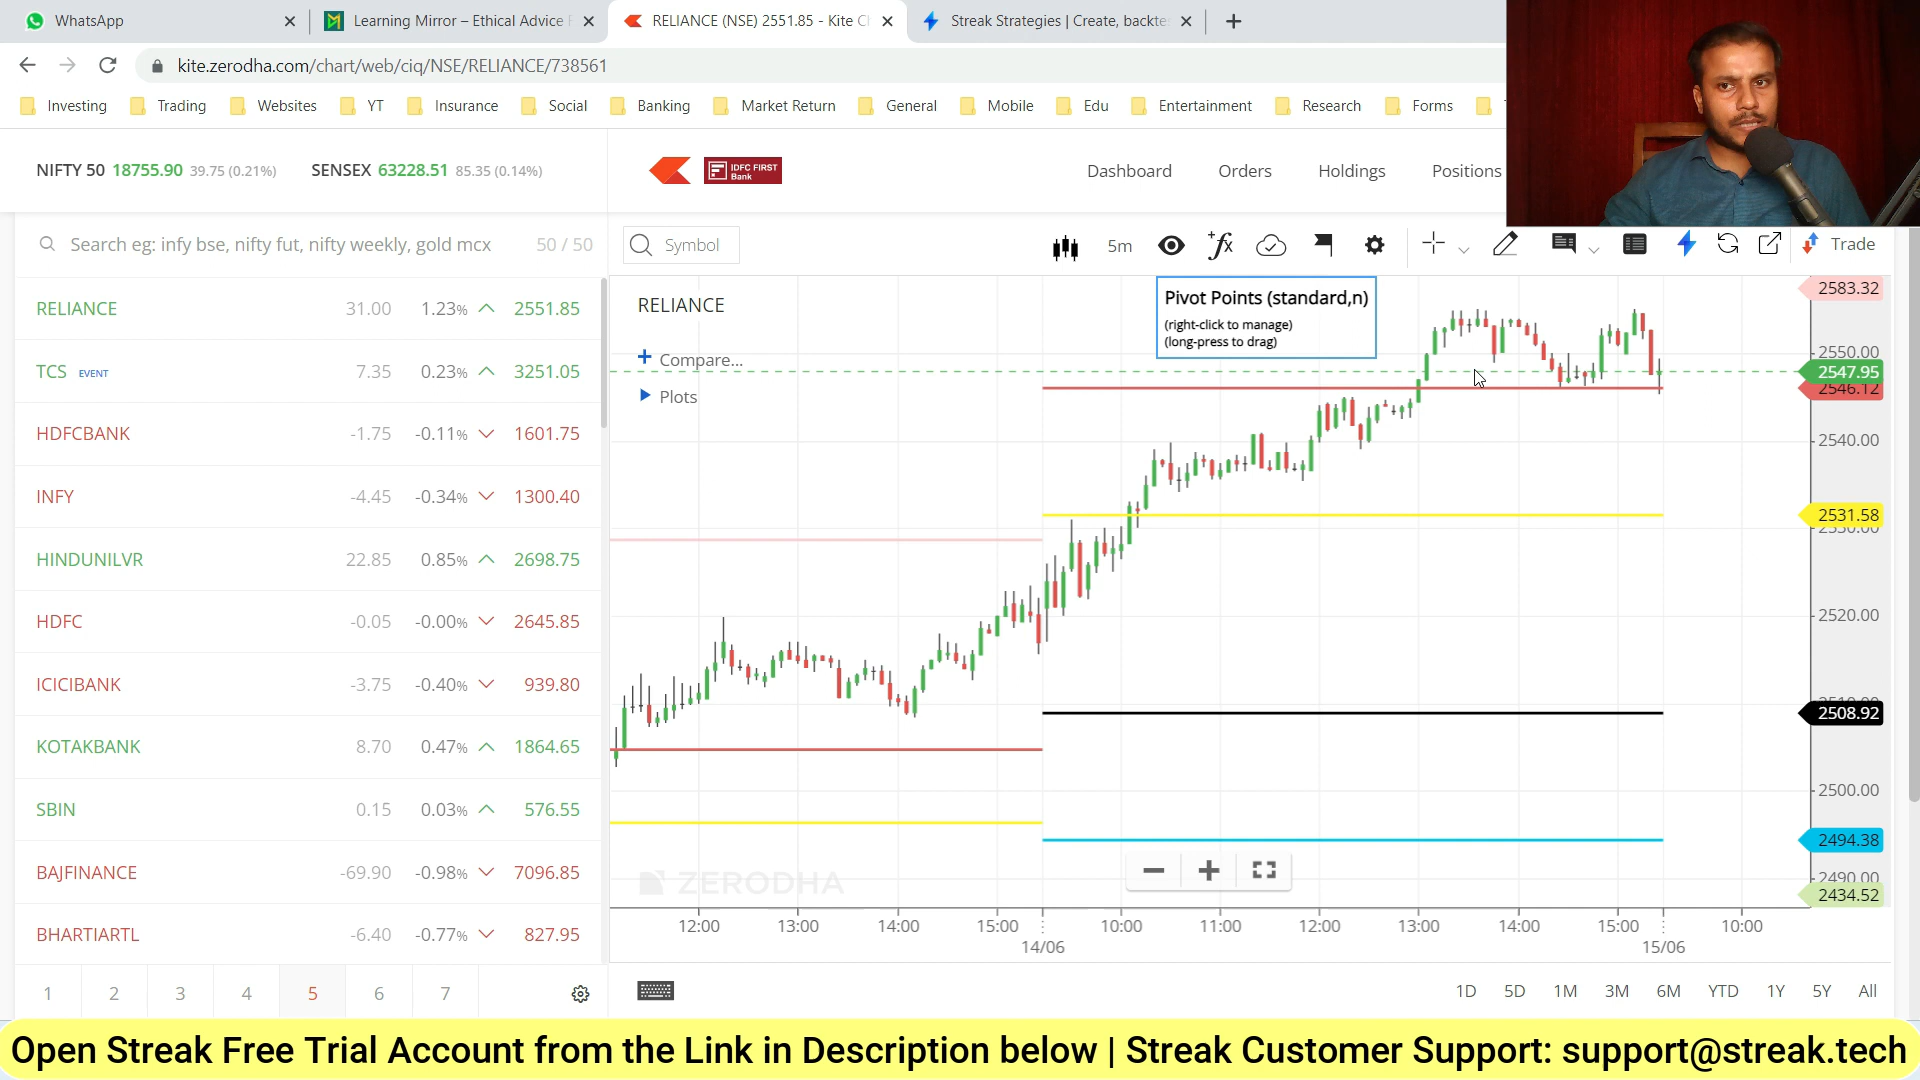 WhatsApp
Learning Mirror – Ethical Advice
RELIANCE (NSE) 2551.85 - Kite
Streak Strategies | Create, backte
kite.zerodha.com/chart/web/ciq/NSE/RELIANCE/738561
Investing Trading Websites YT Insurance Social Banking Market Return General Mobile Edu Entertainment Research Forms
NIFTY 50 18755.90 39.75 (0.21%) SENSEX 63228.51 85.35 (0.14%)
IDFC FIRST
Bank
Dashboard Orders Holdings Positions
Search eg: infy bse, nifty fut, nifty weekly, gold mcx 50 / 50
Symbol 5m Trade
RELIANCE 31.00 1.23% 2551.85
TCS EVENT 7.35 0.23% 3251.05
HDFCBANK -1.75 -0.11% 1601.75
INFY -4.45 -0.34% 1300.40
HINDUNILVR 22.85 0.85% 2698.75
HDFC -0.05 -0.00% 2645.85
ICICIBANK -3.75 -0.40% 939.80
KOTAKBANK 8.70 0.47% 1864.65
SBIN 0.15 0.03% 576.55
BAJFINANCE -69.90 -0.98% 7096.85
BHARTIARTL -6.40 -0.77% 827.95
1 2 3 4 5 6 7
RELIANCE
Compare...
Plots
Pivot Points (standard,n)
(right-click to manage)
(long-press to drag)
2583.32
2550.00
2547.95
2546.12
2540.00
2531.58
2530.00
2520.00
2510.00
2508.92
2500.00
2494.38
2490.00
2434.52
ZERODHA
12:00 13:00 14:00 15:00 10:00 11:00 12:00 13:00 14:00 15:00 10:00
14/06 15/06
1D 5D 1M 3M 6M YTD 1Y 5Y All
Open Streak Free Trial Account from the Link in Description below | Streak Customer Support: support@streak.tech